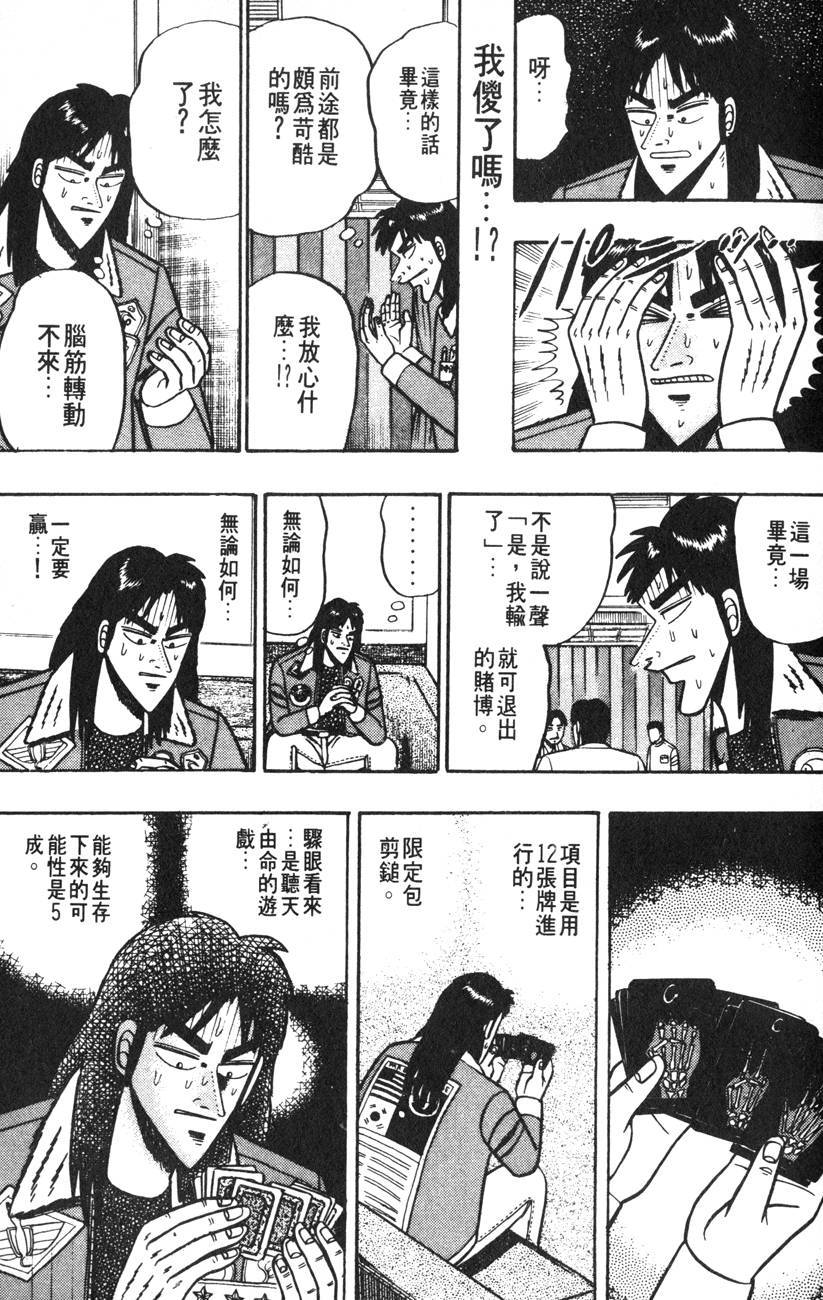 呀…
我傻了嗎…!?
這樣的話
畢竟…
前途都是
頗為苛酷
的嗎?
我放心什
麼…!?
我怎麼
了?
腦筋轉動
不來…
這一場
畢竟…
不是說一聲
「是,我輸
了」…
就可退出
的賭博。
………
無論如何…
無論如何…
一定要
贏…!
項目是用
12張牌進
行的…
限定包
剪鎚。
驟眼看來
…是聽天
由命的遊
戲…
能夠生存
下來的可
能性是5
成。